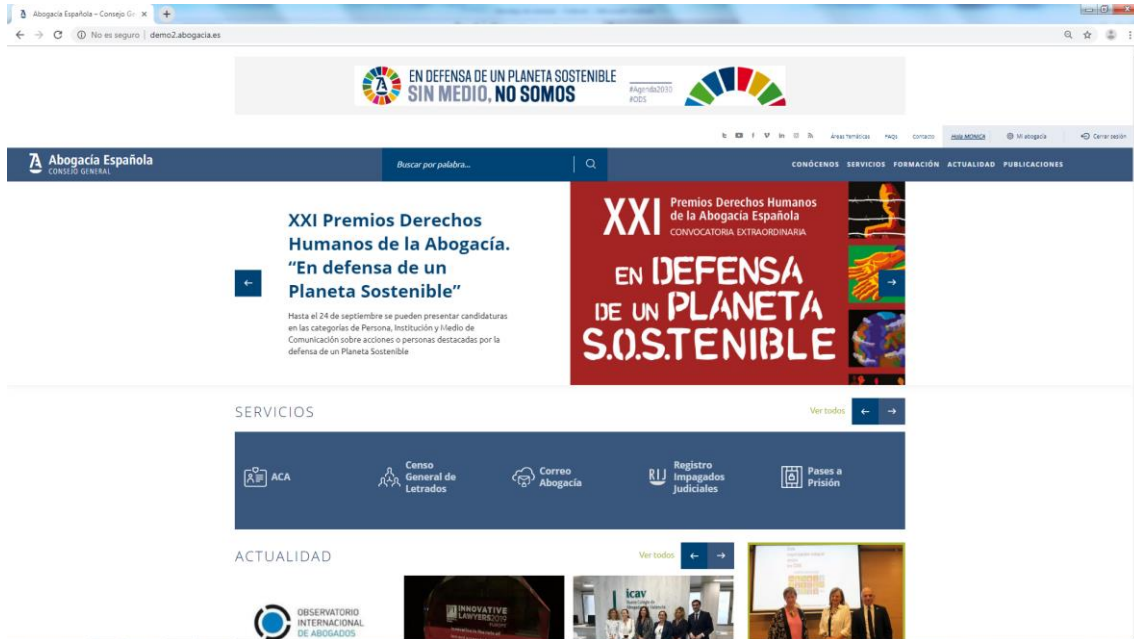 Abogacía Española – Consejo Ge
No es seguro | demo2.abogacia.es
EN DEFENSA DE UN PLANETA SOSTENIBLE
SIN MEDIO, NO SOMOS
#Agenda2030
#ODS
Áreas Temáticas FAQs Contacto Hola MONICA Mi abogacía Cerrar sesión
Abogacía Española
CONSEJO GENERAL
Buscar por palabra...
CONÓCENOS SERVICIOS FORMACIÓN ACTUALIDAD PUBLICACIONES
XXI Premios Derechos
Humanos de la Abogacía.
“En defensa de un
Planeta Sostenible”
Hasta el 24 de septiembre se pueden presentar candidaturas
en las categorías de Persona, Institución y Medio de
Comunicación sobre acciones o personas destacadas por la
defensa de un Planeta Sostenible
XXI
Premios Derechos Humanos
de la Abogacía Española
CONVOCATORIA EXTRAORDINARIA
EN DEFENSA
DE UN PLANETA
S.O.S.TENIBLE
SERVICIOS
Ver todos
ACA
Censo
General de
Letrados
Correo
Abogacía
RIJ
Registro
Impagados
Judiciales
Pases a
Prisión
ACTUALIDAD
Ver todos
OBSERVATORIO
INTERNACIONAL
DE ABOGADOS
INNOVATIVE
LAWYERS2019
EUROPE
icav